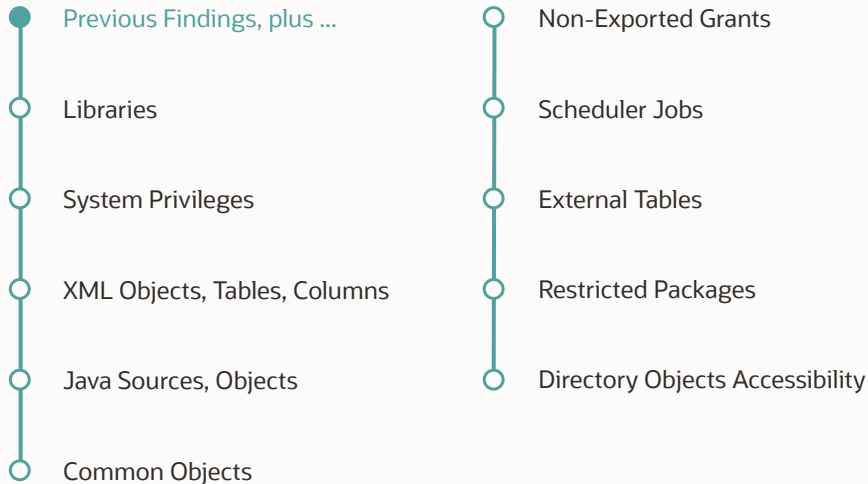 Previous Findings, plus ...
Libraries
System Privileges
XML Objects, Tables, Columns
Java Sources, Objects
Common Objects
Non-Exported Grants
Scheduler Jobs
External Tables
Restricted Packages
Directory Objects Accessibility